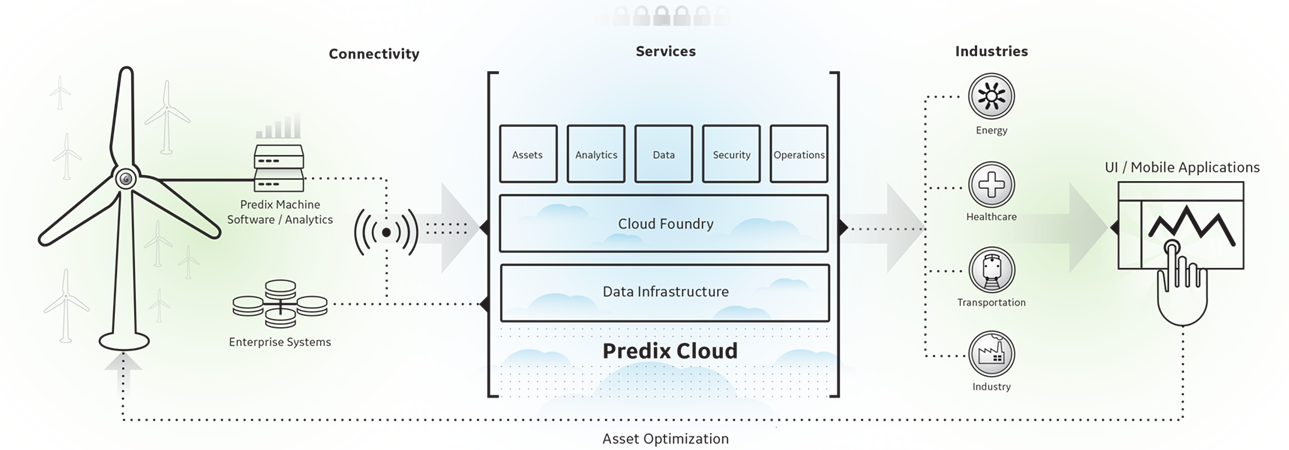 Connectivity
Services
Industries
Predix Machine
Software / Analytics
Enterprise Systems
Assets
Analytics
Data
Security
Operations
Cloud Foundry
Data Infrastructure
Predix Cloud
Energy
Healthcare
Transportation
Industry
UI / Mobile Applications
Asset Optimization